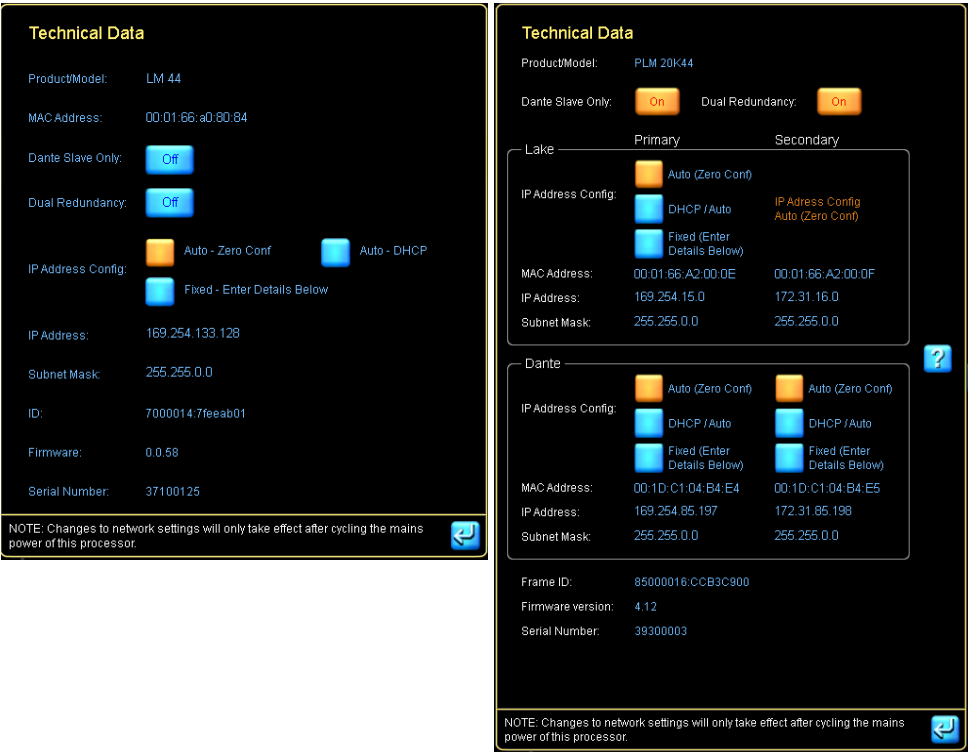 Technical Data
Product/Model: LM 44
MAC Address: 00:01:66:a0:80:84
Dante Slave Only: Off
Dual Redundancy: Off
IP Address Config:
Auto - Zero Conf Auto - DHCP
Fixed - Enter Details Below
IP Address: 169.254.133.128
Subnet Mask: 255.255.0.0
ID: 7000014:7feeab01
Firmware: 0.0.58
Serial Number: 37100125
NOTE: Changes to network settings will only take effect after cycling the mains
power of this processor.
Technical Data
Product/Model: PLM 20K44
Dante Slave Only: On Dual Redundancy: On
Primary Secondary
Lake
IP Address Config:
Auto (Zero Conf)
DHCP / Auto
Fixed (Enter
Details Below)
IP Adress Config
Auto (Zero Conf)
MAC Address: 00:01:66:A2:00:0E 00:01:66:A2:00:0F
IP Address: 169.254.15.0 172.31.16.0
Subnet Mask: 255.255.0.0 255.255.0.0
Dante
IP Address Config:
Auto (Zero Conf) Auto (Zero Conf)
DHCP / Auto DHCP / Auto
Fixed (Enter Fixed (Enter
Details Below) Details Below)
MAC Address: 00:1D:C1:04:B4:E4 00:1D:C1:04:B4:E5
IP Address: 169.254.85.197 172.31.85.198
Subnet Mask: 255.255.0.0 255.255.0.0
?
Frame ID: 85000016:CCB3C900
Firmware version: 4.12
Serial Number: 39300003
NOTE: Changes to network settings will only take effect after cycling the mains
power of this processor.